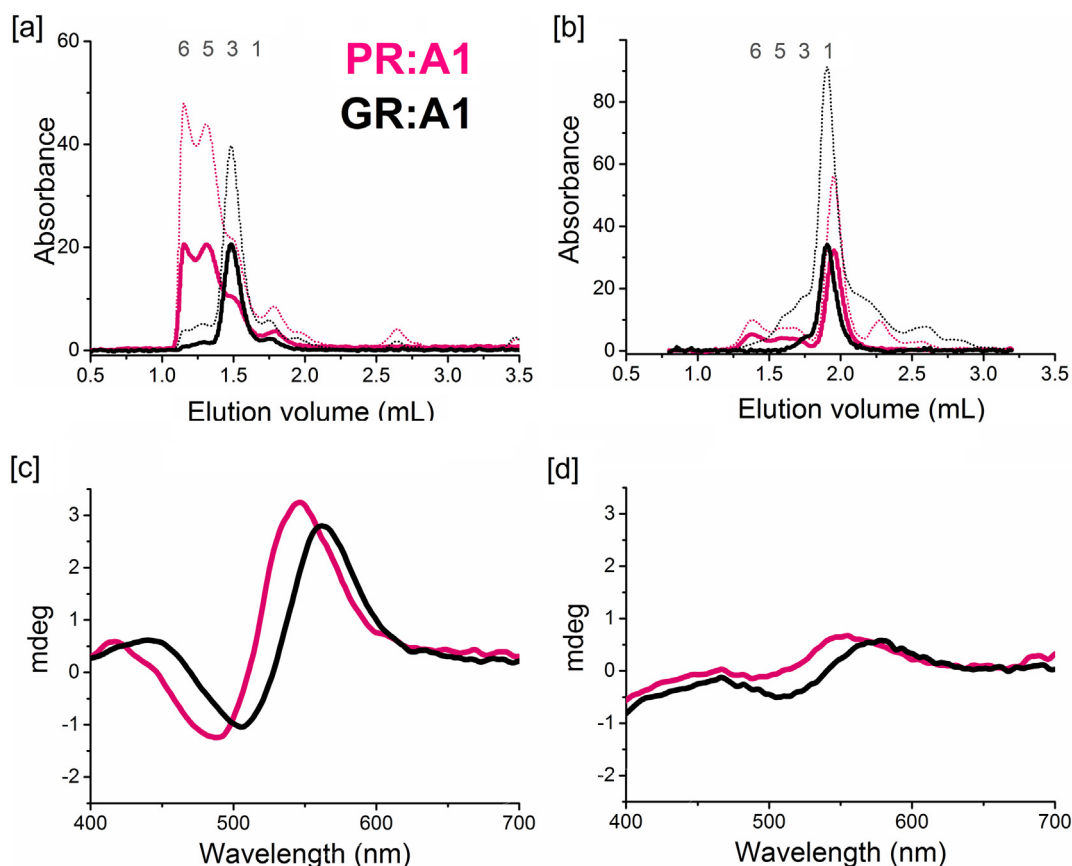 [a]
60
40
20
0
Absorbance
6 5 3 1
PR:A1
GR:A1
0.5 1.0 1.5 2.0 2.5 3.0 3.5
Elution volume (mL)
[b]
80
60
40
20
0
Absorbance
6 5 3 1
0.5 1.0 1.5 2.0 2.5 3.0 3.5
Elution volume (mL)
[c]
3
2
1
0
-1
-2
mdeg
400 500 600 700
Wavelength (nm)
[d]
3
2
1
0
-1
-2
mdeg
400 500 600 700
Wavelength (nm)